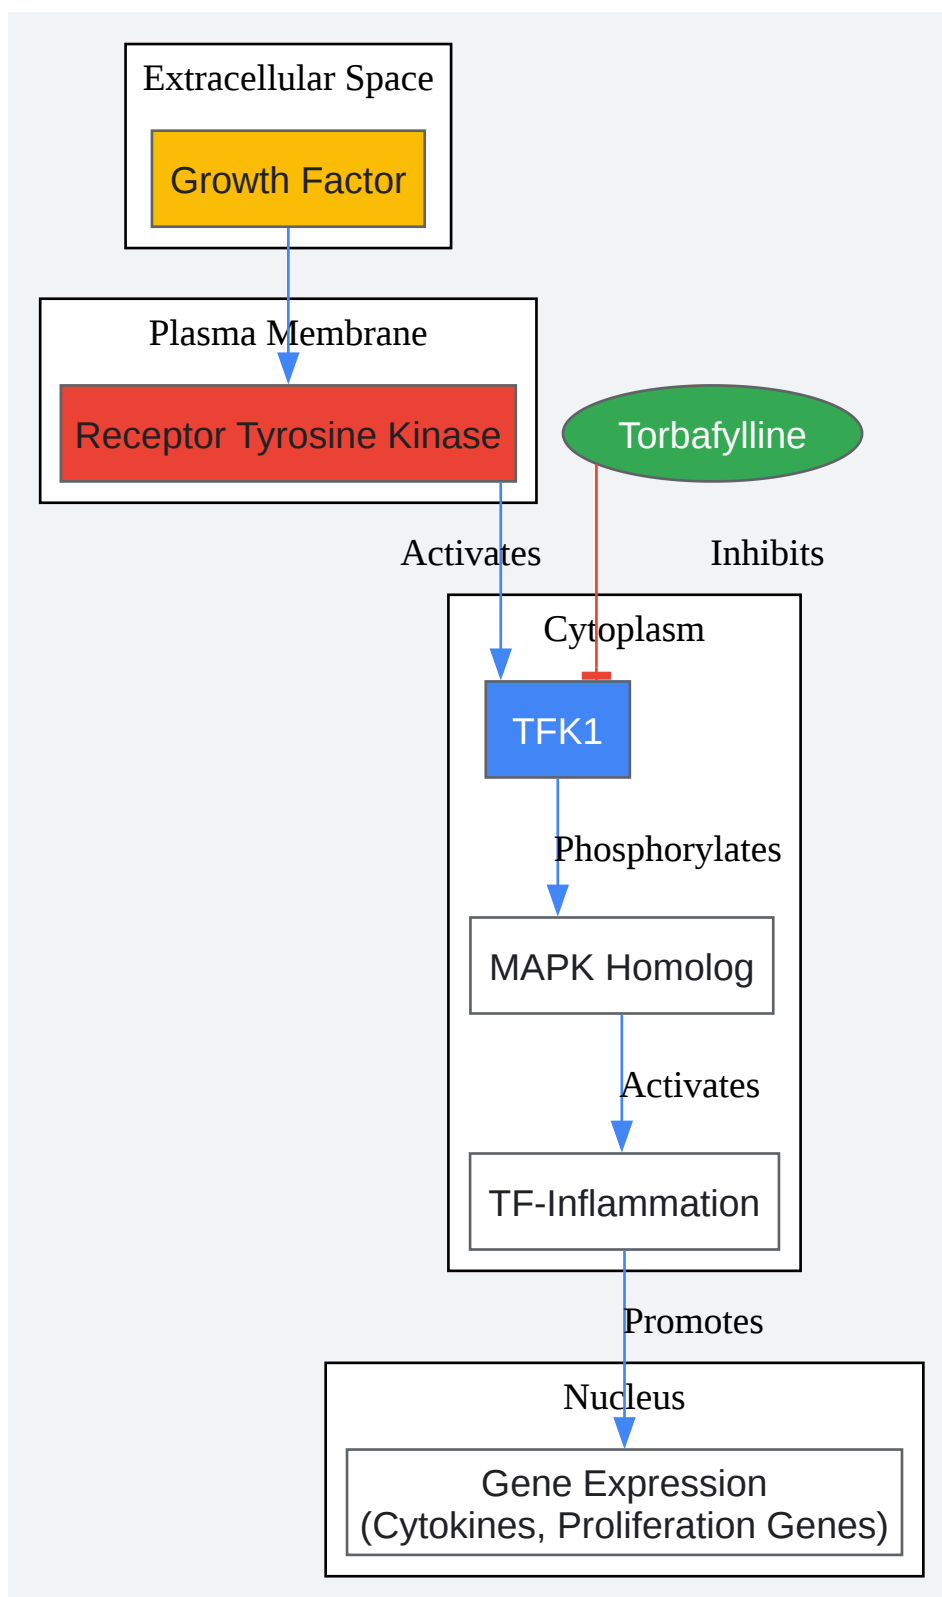 Extracellular Space
Growth Factor
Plasma Membrane
Receptor Tyrosine Kinase
Torbafylline
Activates
Inhibits
Cytoplasm
TFK1
Phosphorylates
MAPK Homolog
Activates
TF-Inflammation
Promotes
Nucleus
Gene Expression
(Cytokines, Proliferation Genes)